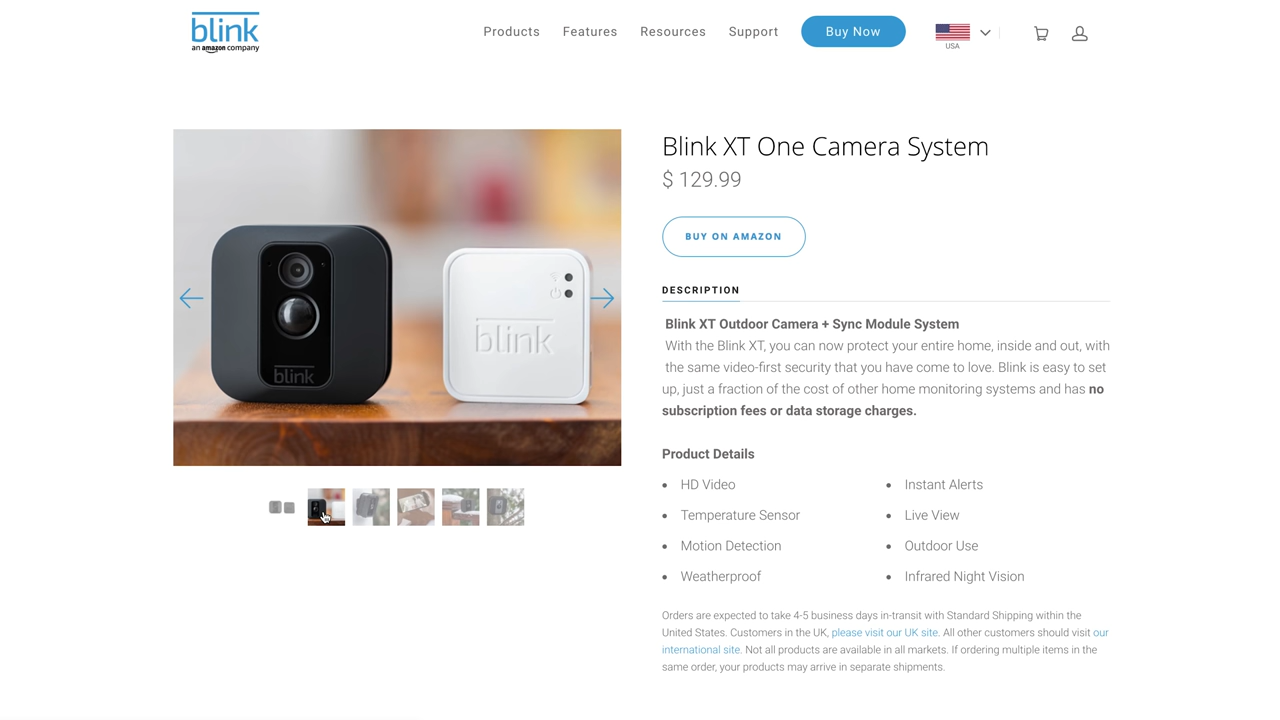 blink
an amazon company
Products Features Resources Support Buy Now
USA
blink
blink
Blink XT One Camera System
$ 129.99
BUY ON AMAZON
DESCRIPTION
Blink XT Outdoor Camera + Sync Module System
With the Blink XT, you can now protect your entire home, inside and out, with
the same video-first security that you have come to love. Blink is easy to set
up, just a fraction of the cost of other home monitoring systems and has no
subscription fees or data storage charges.
Product Details
HD Video
Temperature Sensor
Motion Detection
Weatherproof
Instant Alerts
Live View
Outdoor Use
Infrared Night Vision
Orders are expected to take 4-5 business days in-transit with Standard Shipping within the
United States. Customers in the UK, please visit our UK site. All other customers should visit our
international site. Not all products are available in all markets. If ordering multiple items in the
same order, your products may arrive in separate shipments.